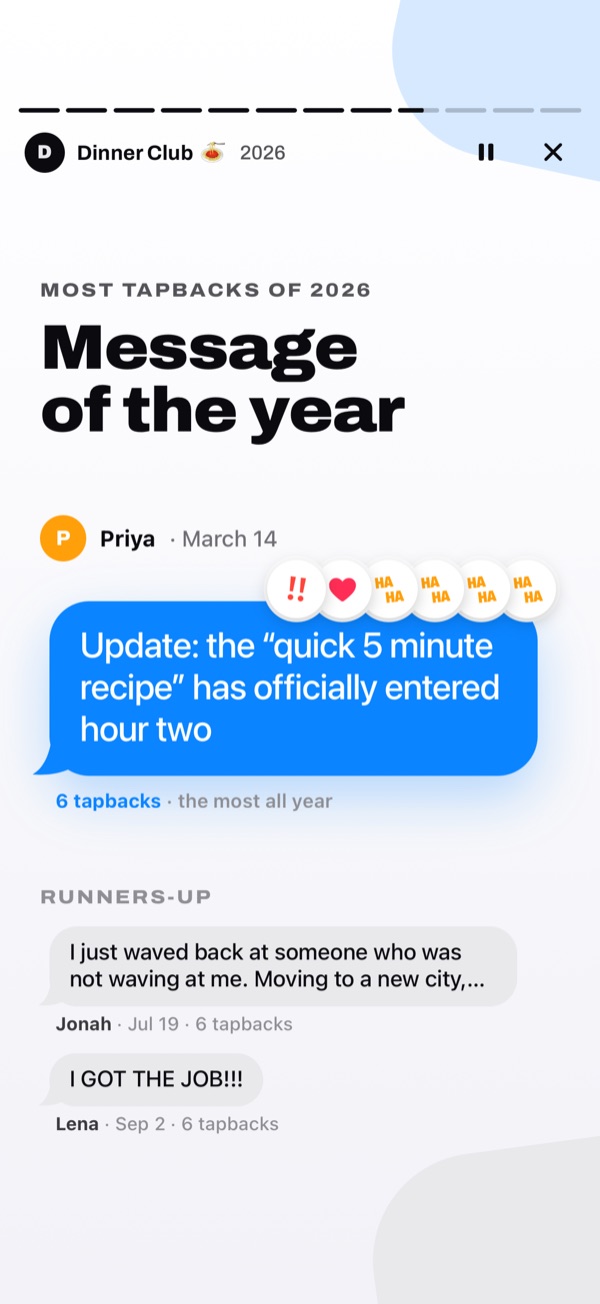 D Dinner Club 🍝 2026
MOST TAPBACKS OF 2026
Message
of the year
P Priya · March 14
!! HA HA HA HA HA HA HA HA
Update: the “quick 5 minute
recipe” has officially entered
hour two
6 tapbacks · the most all year
RUNNERS-UP
I just waved back at someone who was
not waving at me. Moving to a new city,...
Jonah · Jul 19 · 6 tapbacks
I GOT THE JOB!!!
Lena · Sep 2 · 6 tapbacks